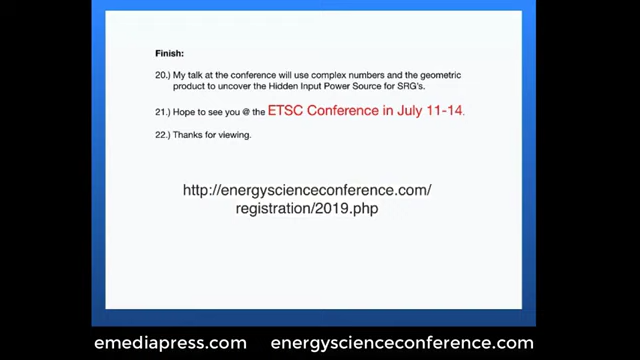 Finish:
20.) My talk at the conference will use complex numbers and the geometric
product to uncover the Hidden Input Power Source for SRG's.
21.) Hope to see you @ the ETSC Conference in July 11-14.
22.) Thanks for viewing.
http://energyscienceconference.com/
registration/2019.php
emediapress.com energyscienceconference.com